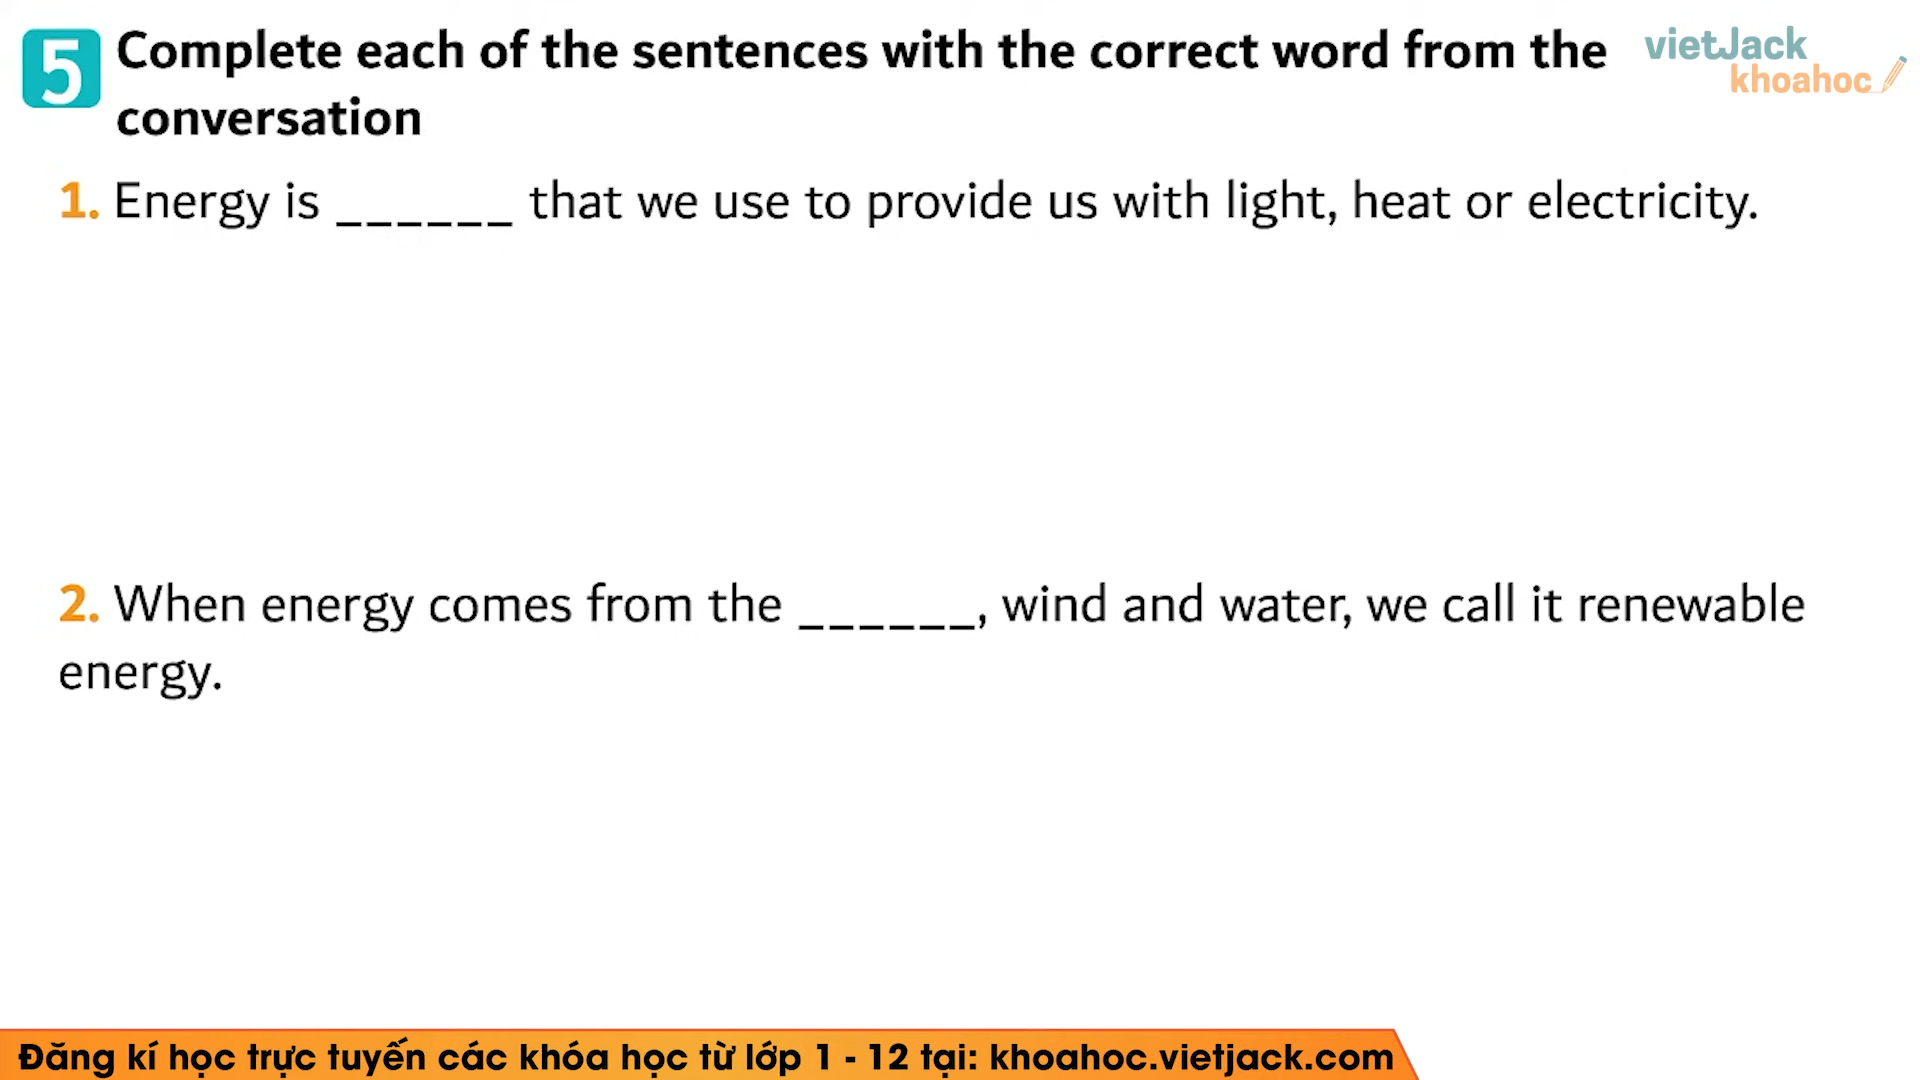 5 Complete each of the sentences with the correct word from the
conversation
vietJack
khoahoc
1. Energy is ______ that we use to provide us with light, heat or electricity.
2. When energy comes from the ______, wind and water, we call it renewable
energy.
Đăng kí học trực tuyến các khóa học từ lớp 1 - 12 tại: khoahoc.vietjack.com